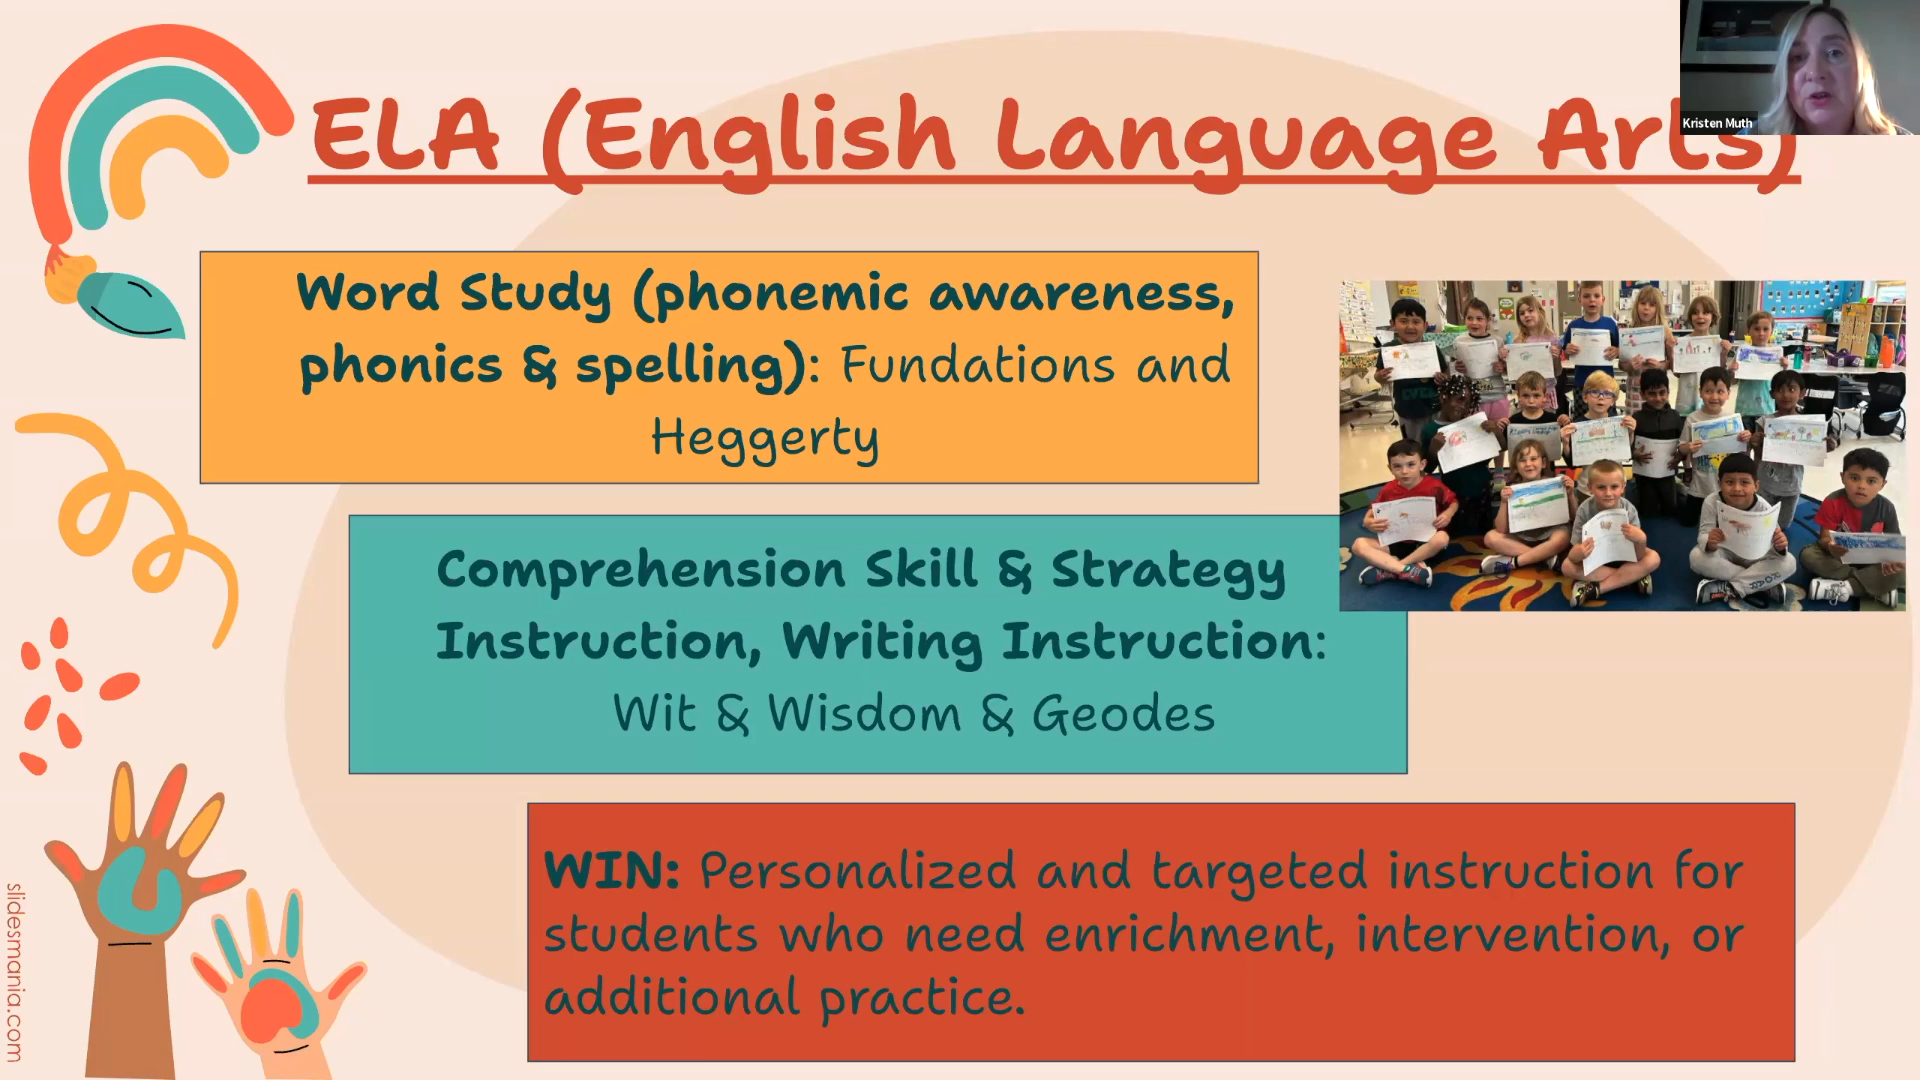 ELA (English Language Arts)
Kristen Muth
Word Study (phonemic awareness,
phonics & spelling): Fundations and
Heggerty
Comprehension Skill & Strategy
Instruction, Writing Instruction:
Wit & Wisdom & Geodes
WIN: Personalized and targeted instruction for
students who need enrichment, intervention, or
additional practice.
slidesmania.com